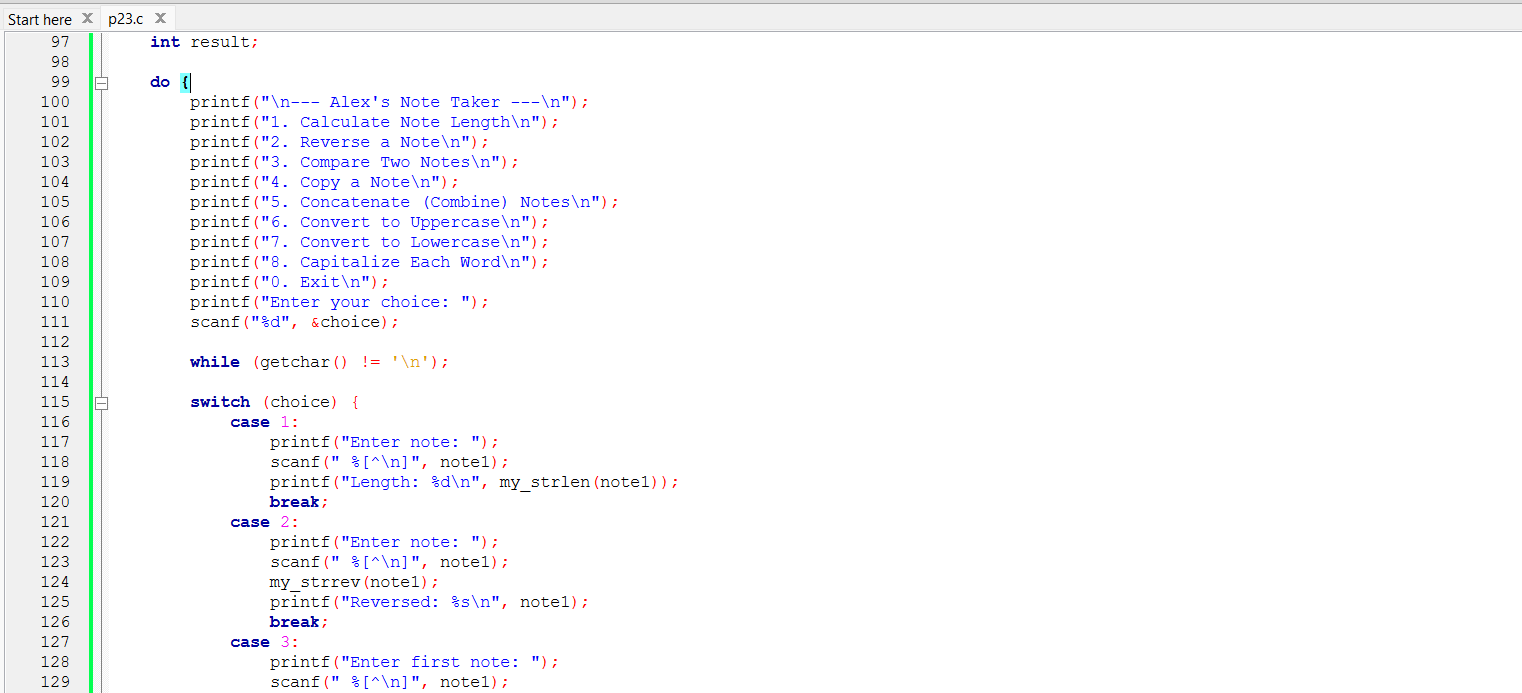 Start here X p23.c X
97 int result;
98
99 do {
100 printf("\n--- Alex's Note Taker ---\n");
101 printf("1. Calculate Note Length\n");
102 printf("2. Reverse a Note\n");
103 printf("3. Compare Two Notes\n");
104 printf("4. Copy a Note\n");
105 printf("5. Concatenate (Combine) Notes\n");
106 printf("6. Convert to Uppercase\n");
107 printf("7. Convert to Lowercase\n");
108 printf("8. Capitalize Each Word\n");
109 printf("0. Exit\n");
110 printf("Enter your choice: ");
111 scanf("%d", &choice);
112
113 while (getchar() != '\n');
114
115 switch (choice) {
116 case 1:
117 printf("Enter note: ");
118 scanf(" %[^\n]", note1);
119 printf("Length: %d\n", my_strlen(note1));
120 break;
121 case 2:
122 printf("Enter note: ");
123 scanf(" %[^\n]", note1);
124 my_strrev(note1);
125 printf("Reversed: %s\n", note1);
126 break;
127 case 3:
128 printf("Enter first note: ");
129 scanf(" %[^\n]", note1);